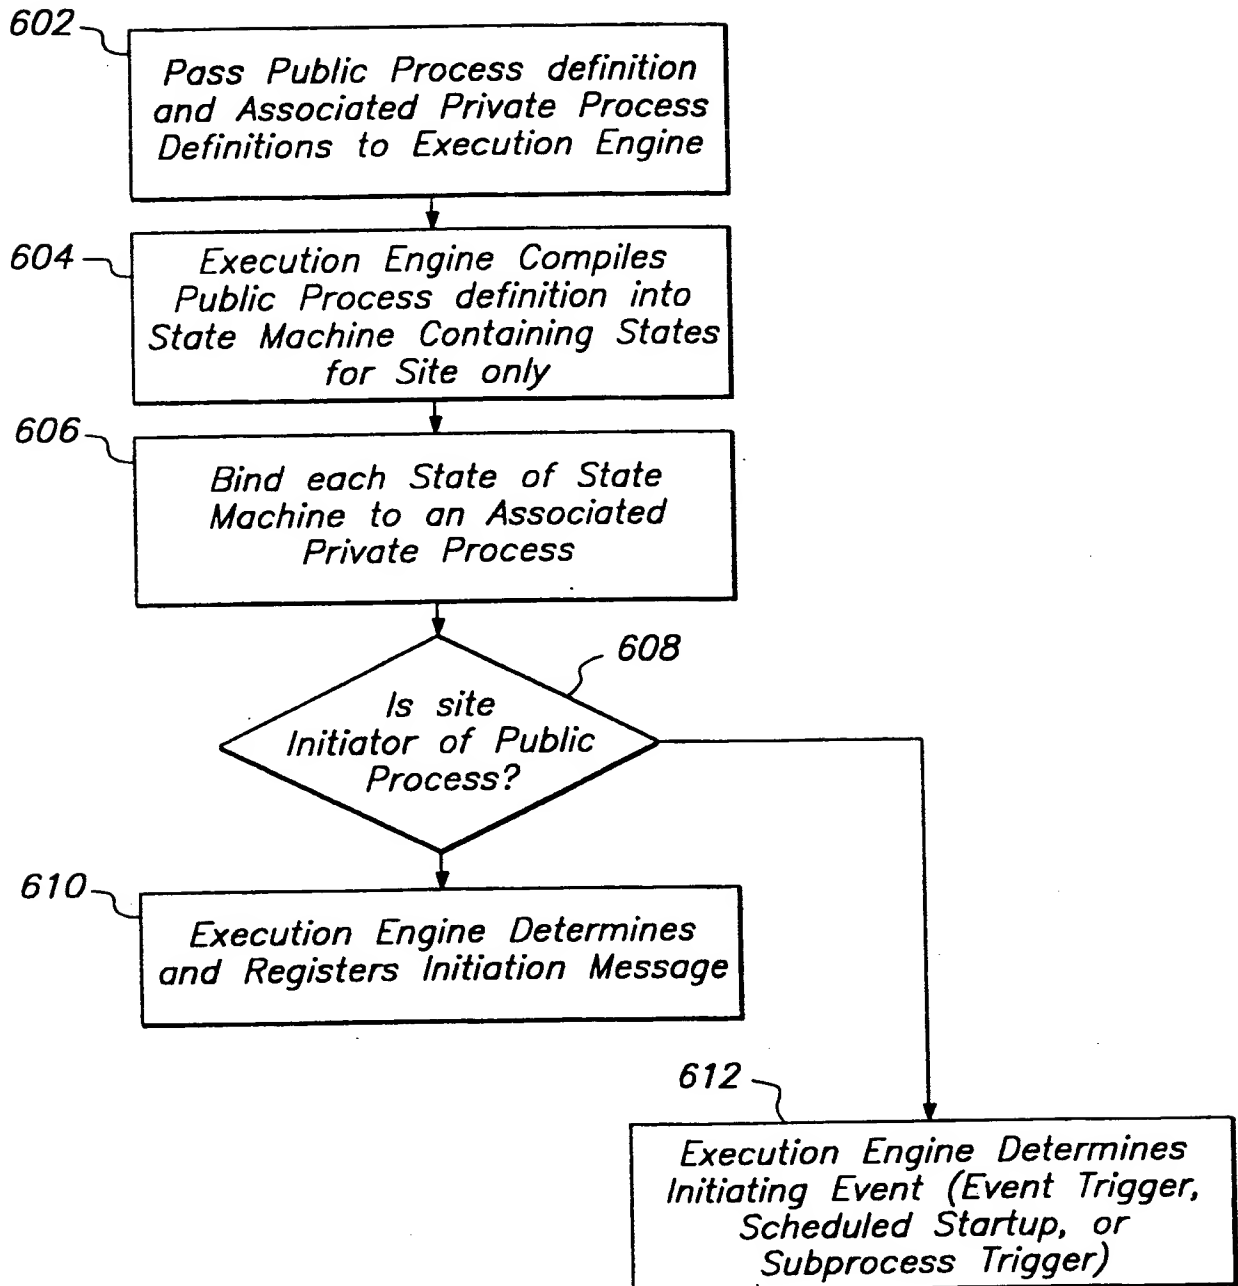 602
Pass Public Process definition
and Associated Private Process
Definitions to Execution Engine
604
Execution Engine Compiles
Public Process definition into
State Machine Containing States
for Site only
606
Bind each State of State
Machine to an Associated
Private Process
608
Is site
Initiator of Public
Process?
610
Execution Engine Determines
and Registers Initiation Message
612
Execution Engine Determines
Initiating Event (Event Trigger,
Scheduled Startup, or
Subprocess Trigger)